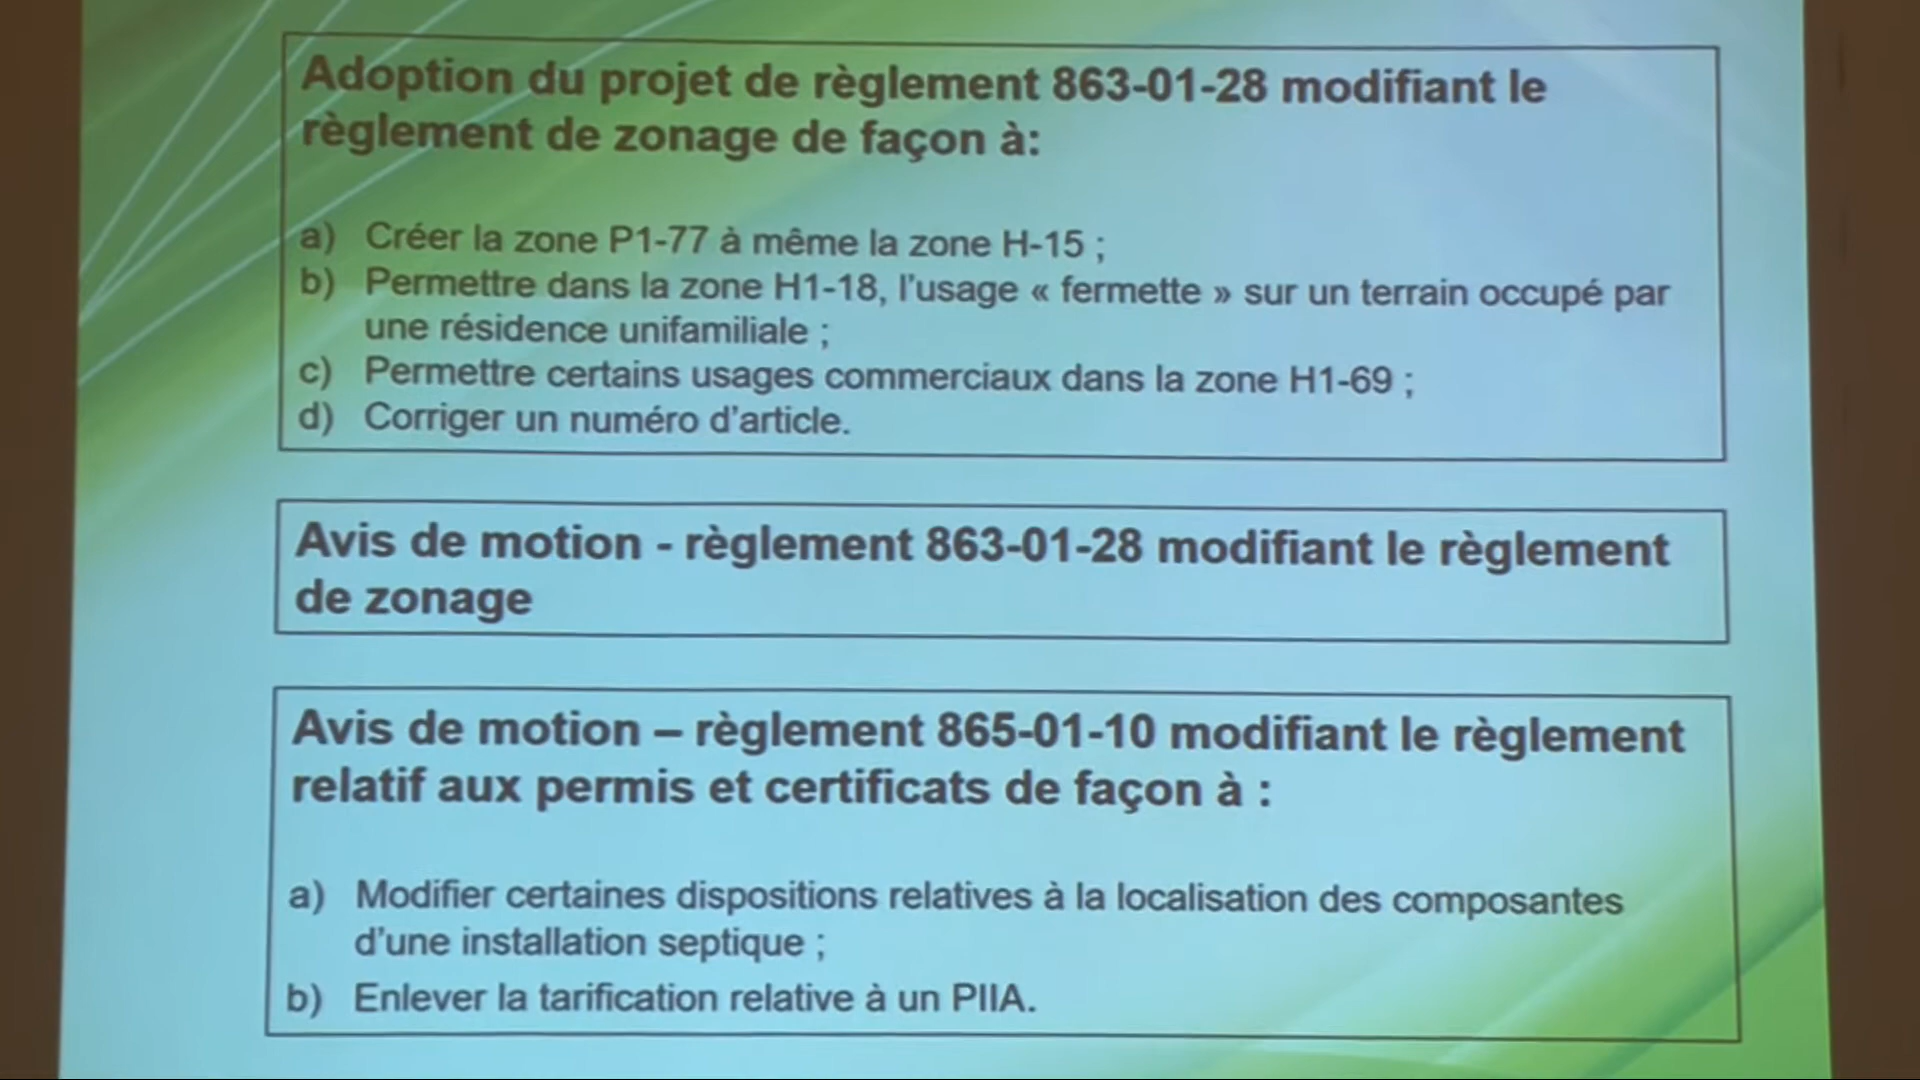 Adoption du projet de règlement 863-01-28 modifiant le
règlement de zonage de façon à:
a) Créer la zone P1-77 à même la zone H-15 ;
b) Permettre dans la zone H1-18, l'usage « fermette » sur un terrain occupé par
une résidence unifamiliale ;
c) Permettre certains usages commerciaux dans la zone H1-69 ;
d) Corriger un numéro d'article.
Avis de motion - règlement 863-01-28 modifiant le règlement
de zonage
Avis de motion – règlement 865-01-10 modifiant le règlement
relatif aux permis et certificats de façon à :
a) Modifier certaines dispositions relatives à la localisation des composantes
d'une installation septique ;
b) Enlever la tarification relative à un PIIA.